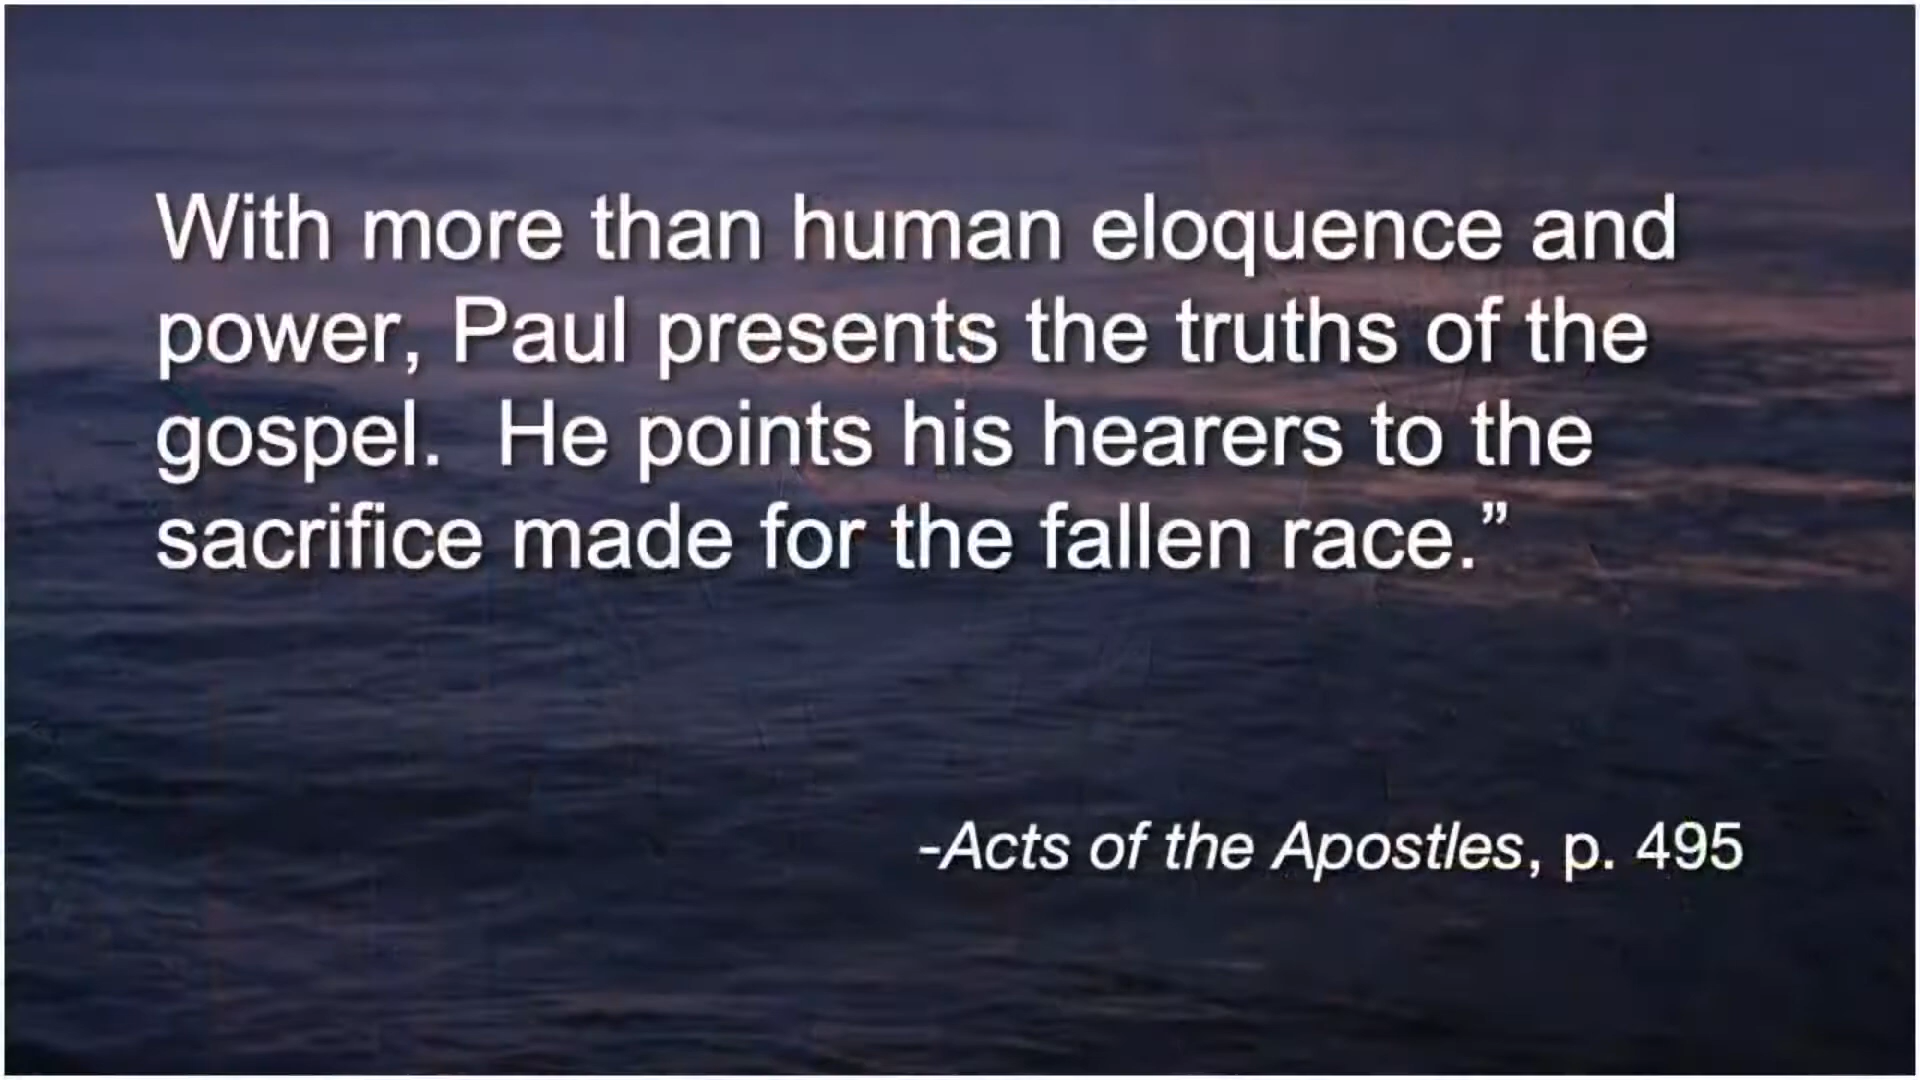 With more than human eloquence and
power, Paul presents the truths of the
gospel.  He points his hearers to the
sacrifice made for the fallen race.”
-Acts of the Apostles, p. 495